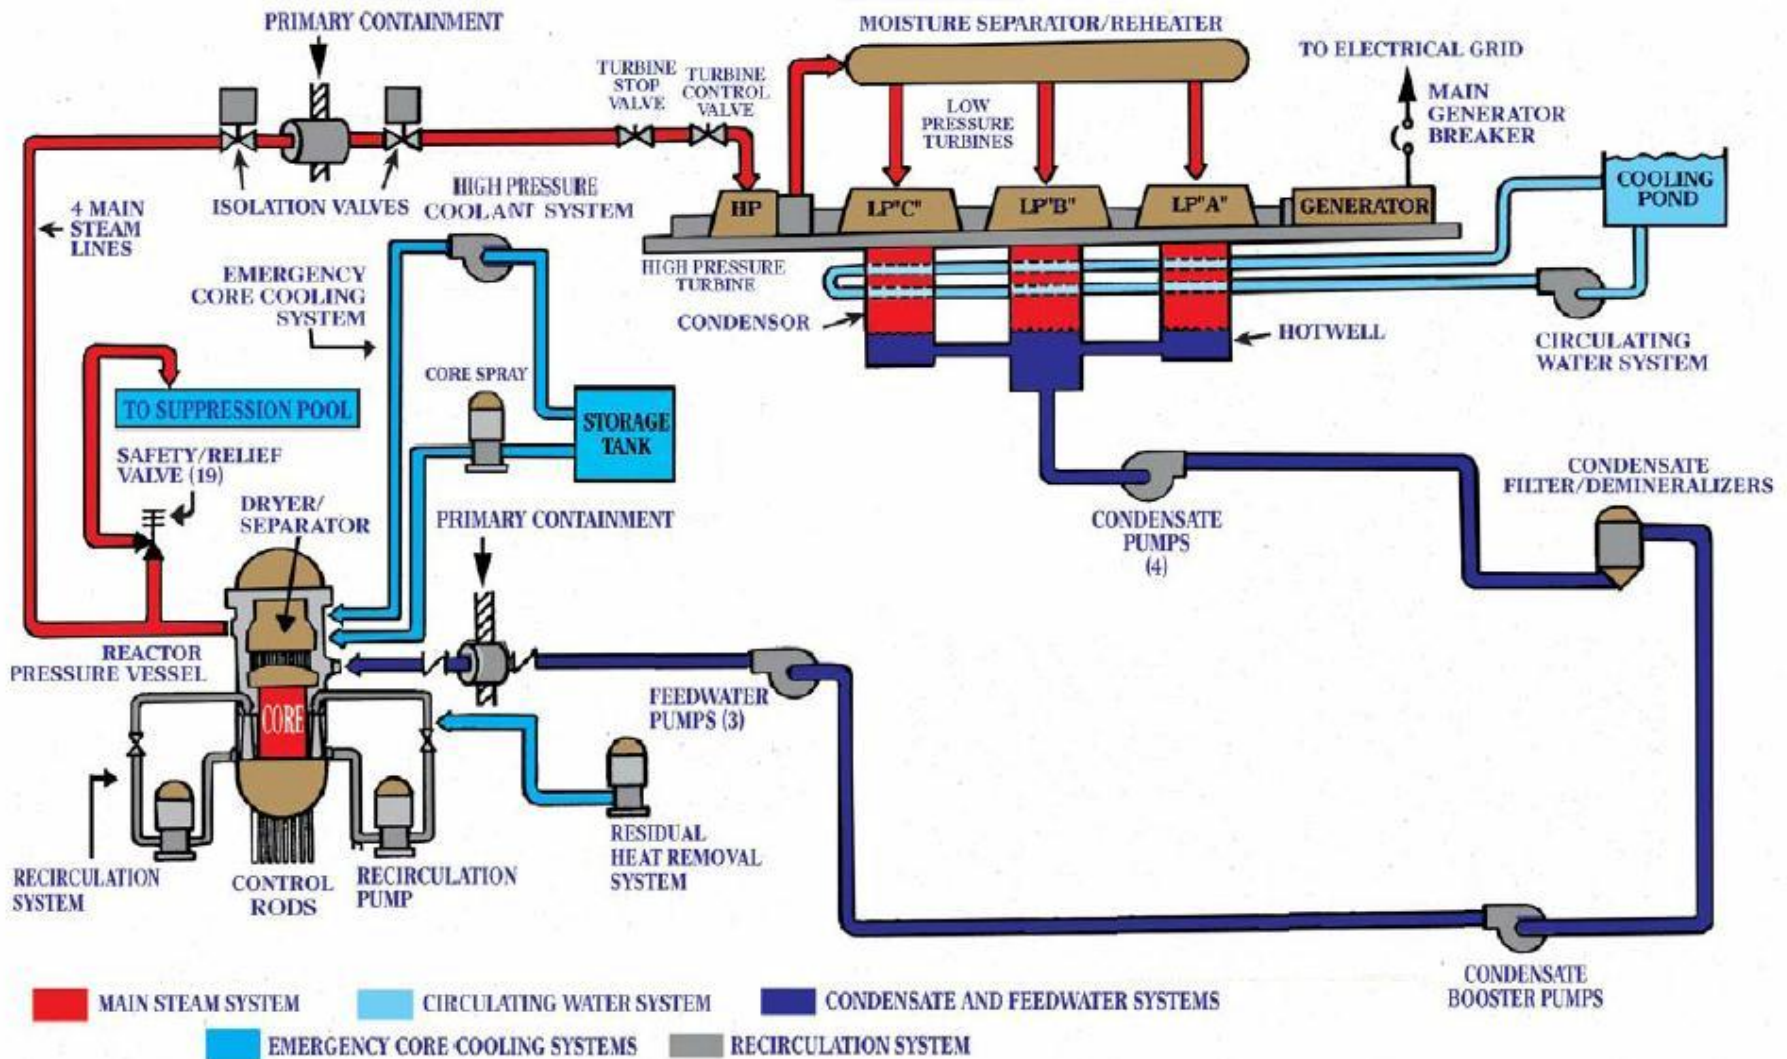 PRIMARY CONTAINMENT
MOISTURE SEPARATOR/REHEATER
TO ELECTRICAL GRID
TURBINE
STOP
VALVE
TURBINE
CONTROL
VALVE
LOW
PRESSURE
TURBINES
MAIN
GENERATOR
BREAKER
4 MAIN
STEAM
LINES
ISOLATION VALVES
HIGH PRESSURE
COOLANT SYSTEM
HP
LP"C"
LP"B"
LP"A"
GENERATOR
COOLING
POND
EMERGENCY
CORE COOLING
SYSTEM
HIGH PRESSURE
TURBINE
CONDENSOR
HOTWELL
CIRCULATING
WATER SYSTEM
TO SUPPRESSION POOL
CORE SPRAY
STORAGE
TANK
SAFETY/RELIEF
VALVE (19)
DRYER/
SEPARATOR
PRIMARY CONTAINMENT
CONDENSATE
PUMPS
(4)
CONDENSATE
FILTER/DEMINERALIZERS
REACTOR
PRESSURE VESSEL
CORE
FEEDWATER
PUMPS (3)
RECIRCULATION
SYSTEM
CONTROL
RODS
RECIRCULATION
PUMP
RESIDUAL
HEAT REMOVAL
SYSTEM
CONDENSATE
BOOSTER PUMPS
MAIN STEAM SYSTEM
CIRCULATING WATER SYSTEM
CONDENSATE AND FEEDWATER SYSTEMS
EMERGENCY CORE COOLING SYSTEMS
RECIRCULATION SYSTEM